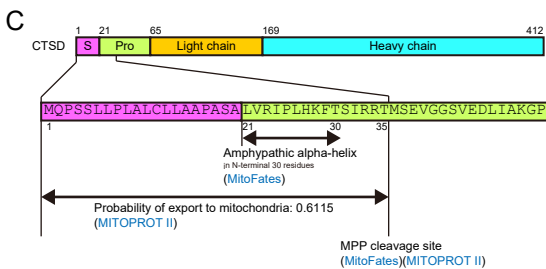 C
1 21 65 169 412
CTSD S Pro Light chain Heavy chain
MQPSSLLPLALCLLAAPASALVRIPLHKFTSIRRTMSEVGGSVEDLIAKGP
1 21 30 35
Amphypathic alpha-helix
in N-terminal 30 residues
(MitoFates)
Probability of export to mitochondria: 0.6115
(MITOPROT II)
MPP cleavage site
(MitoFates)(MITOPROT II)